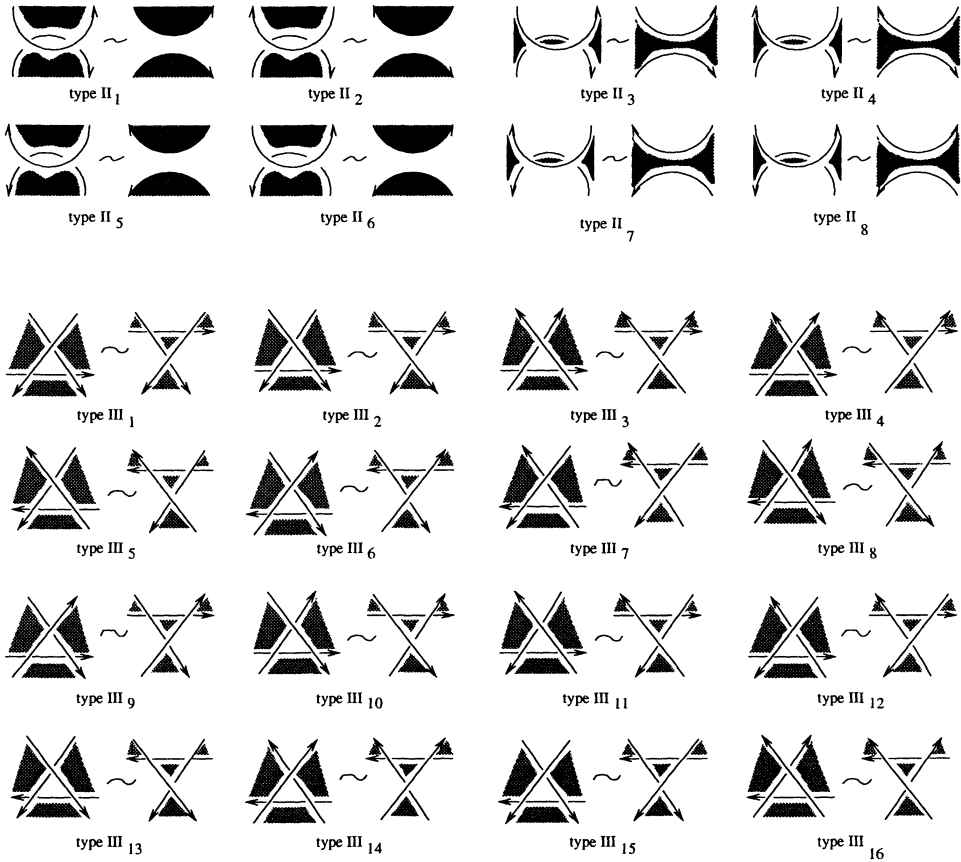 type II 1
type II 2
type II 3
type II 4
type II 5
type II 6
type II 7
type II 8
type III 1
type III 2
type III 3
type III 4
type III 5
type III 6
type III 7
type III 8
type III 9
type III 10
type III 11
type III 12
type III 13
type III 14
type III 15
type III 16